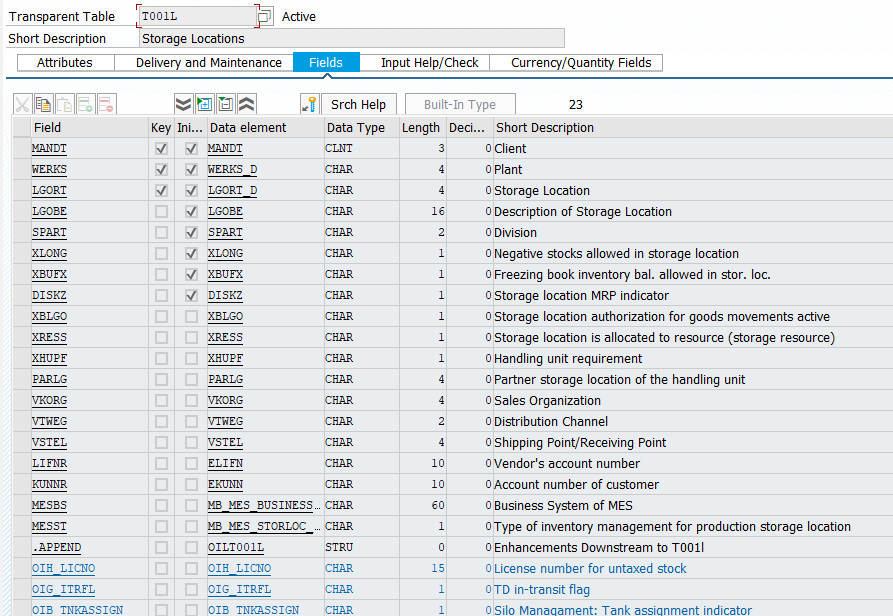 Transparent Table T001L Active
Short Description Storage Locations
Attributes Delivery and Maintenance Fields Input Help/Check Currency/Quantity Fields
Srch Help Built-In Type 23
Field Key Ini... Data element Data Type Length Deci... Short Description
MANDT MANDT CLNT 3 0 Client
WERKS WERKS_D CHAR 4 0 Plant
LGORT LGORT_D CHAR 4 0 Storage Location
LGOBE LGOBE CHAR 16 0 Description of Storage Location
SPART SPART CHAR 2 0 Division
XLONG XLONG CHAR 1 0 Negative stocks allowed in storage location
XBUFX XBUFX CHAR 1 0 Freezing book inventory bal. allowed in stor. loc.
DISKZ DISKZ CHAR 1 0 Storage location MRP indicator
XBLGO XBLGO CHAR 1 0 Storage location authorization for goods movements active
XRESS XRESS CHAR 1 0 Storage location is allocated to resource (storage resource)
XHUPF XHUPF CHAR 1 0 Handling unit requirement
PARLG PARLG CHAR 4 0 Partner storage location of the handling unit
VKORG VKORG CHAR 4 0 Sales Organization
VTWEG VTWEG CHAR 2 0 Distribution Channel
VSTEL VSTEL CHAR 4 0 Shipping Point/Receiving Point
LIFNR ELIFN CHAR 10 0 Vendor's account number
KUNNR EKUNN CHAR 10 0 Account number of customer
MESBS MB_MES_BUSINESS... CHAR 60 0 Business System of MES
MESST MB_MES_STORLOC_... CHAR 1 0 Type of inventory management for production storage location
.APPEND OILT001L STRU 0 0 Enhancements Downstream to T001l
OIH_LICNO OIH_LICNO CHAR 15 0 License number for untaxed stock
OIG_ITRFL OIG_ITRFL CHAR 1 0 TD in-transit flag
OIB_TNKASSIGN OIB_TNKASSIGN CHAR 1 0 Silo Managament: Tank assignment indicator